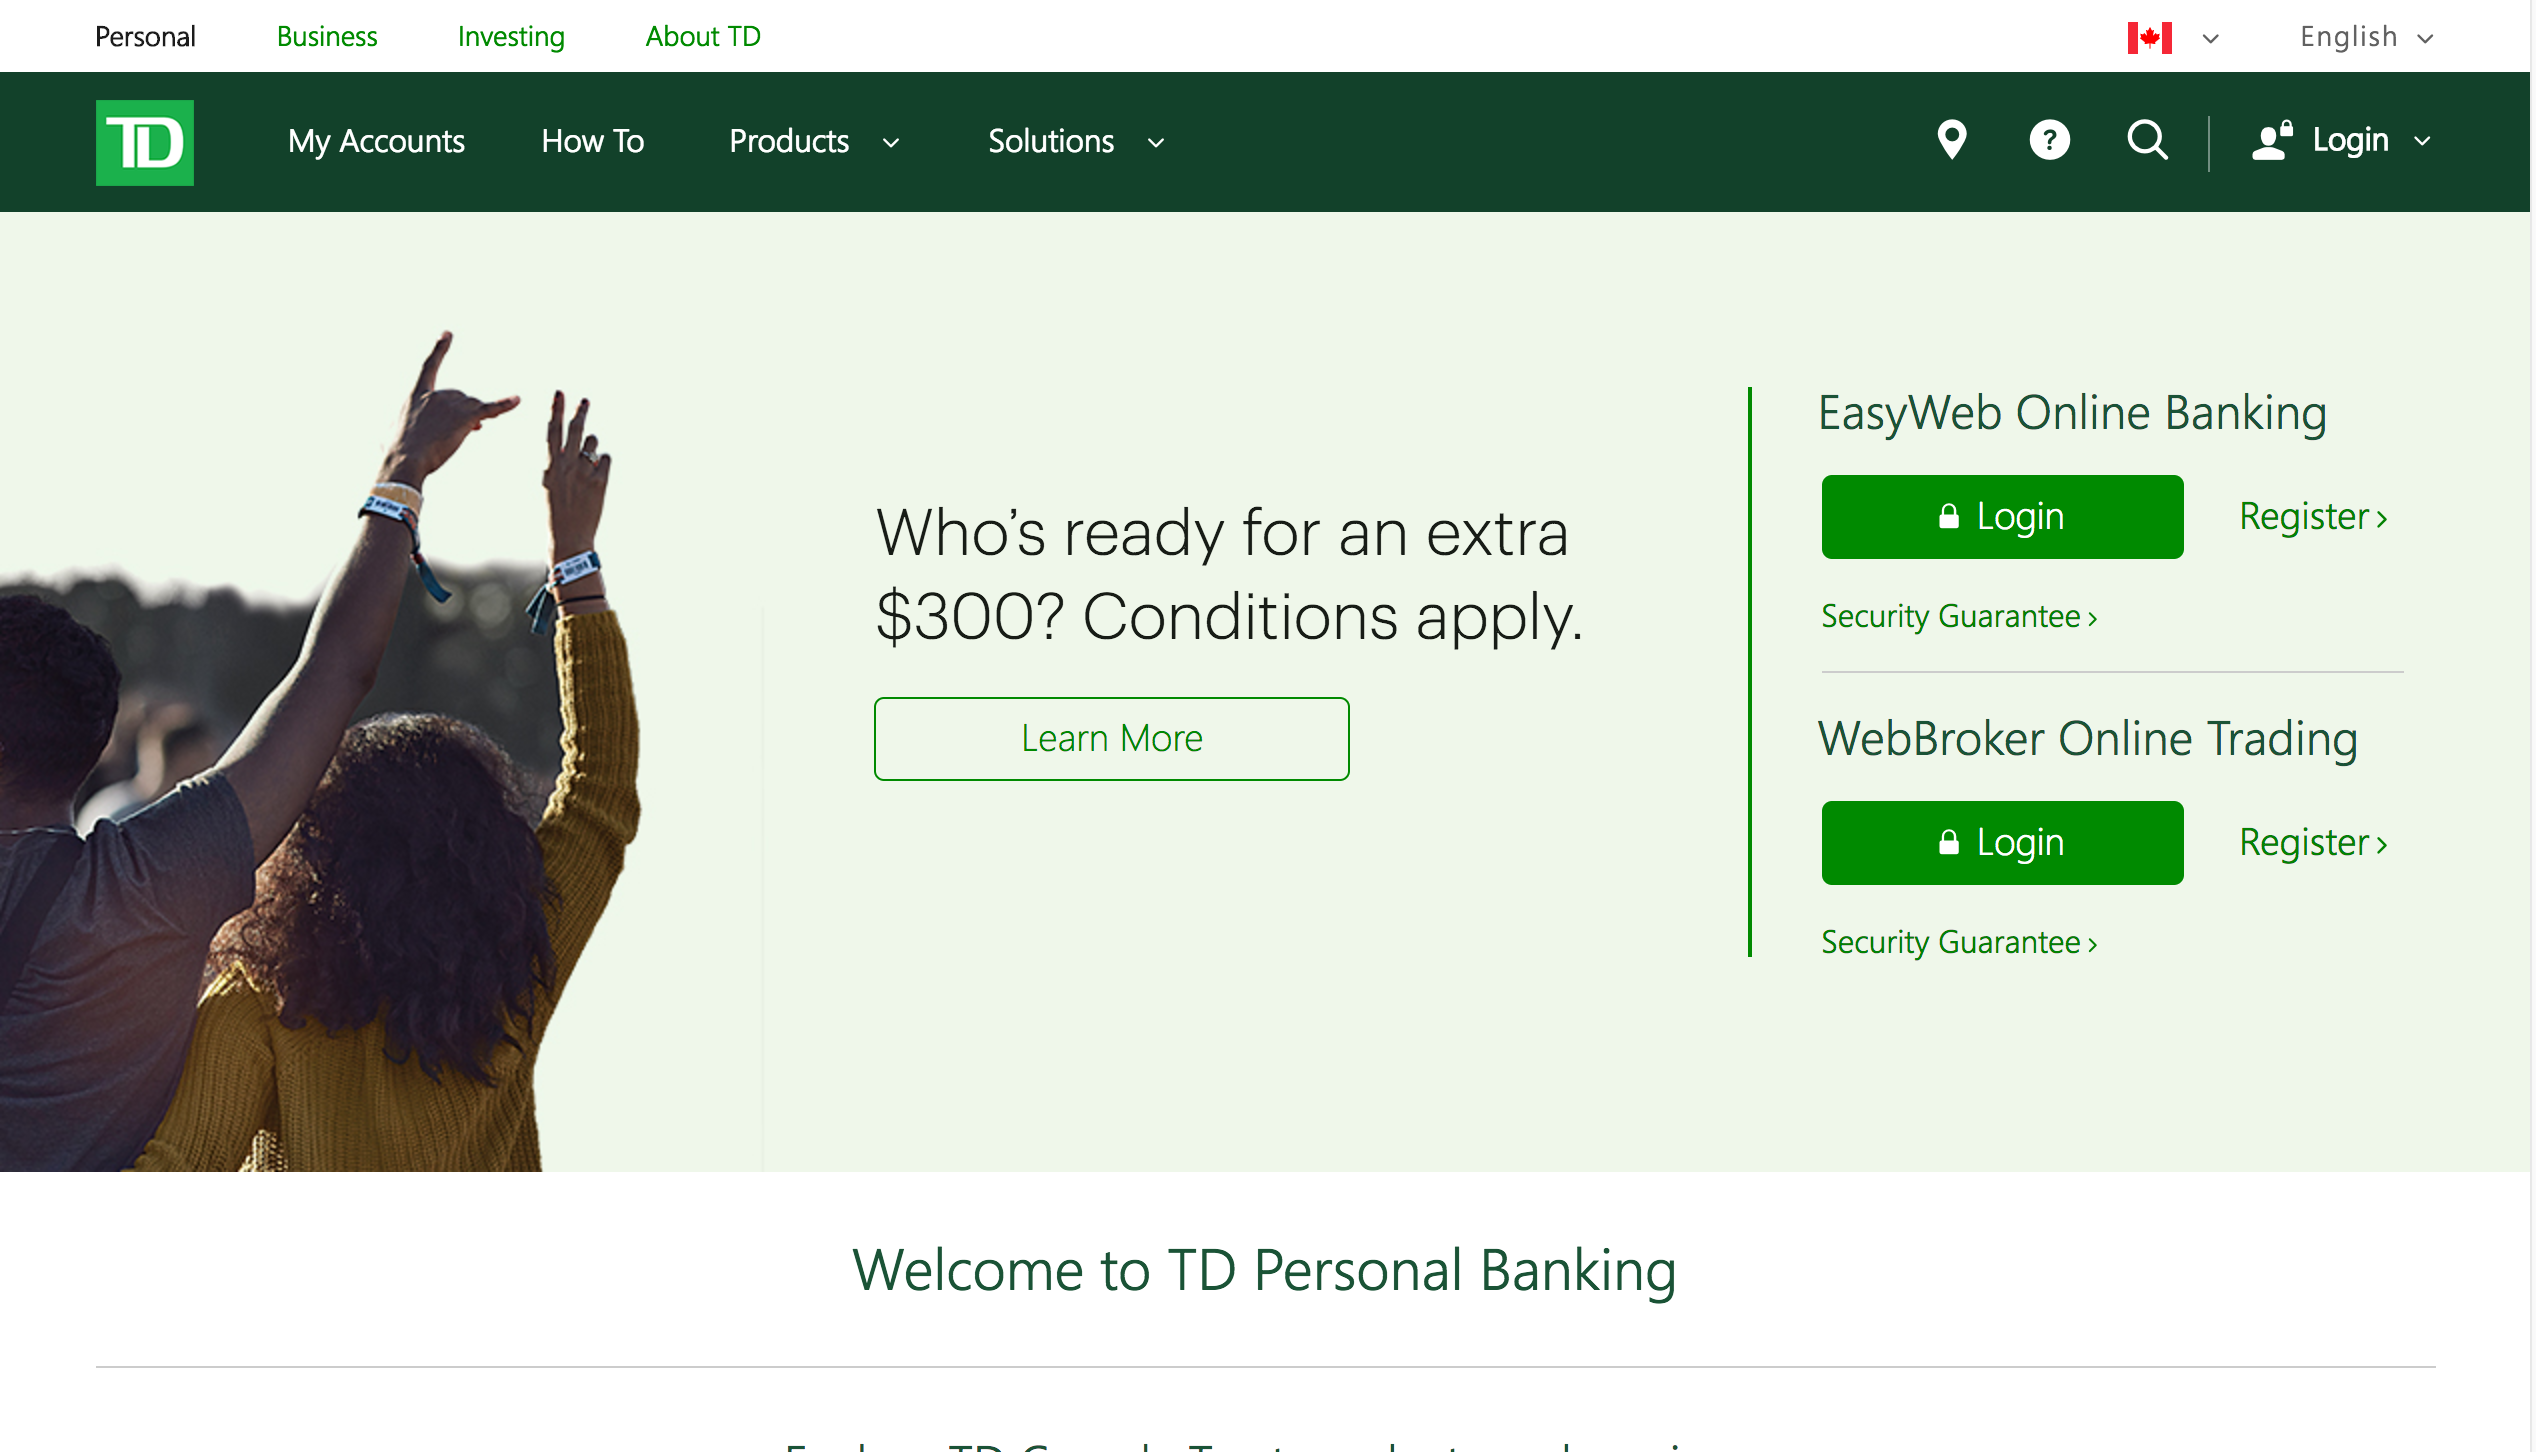 Personal Business Investing About TD English
TD My Accounts How To Products Solutions ? Login
Who’s ready for an extra
$300? Conditions apply.
Learn More
EasyWeb Online Banking
Login Register ›
Security Guarantee ›
WebBroker Online Trading
Login Register ›
Security Guarantee ›
Welcome to TD Personal Banking